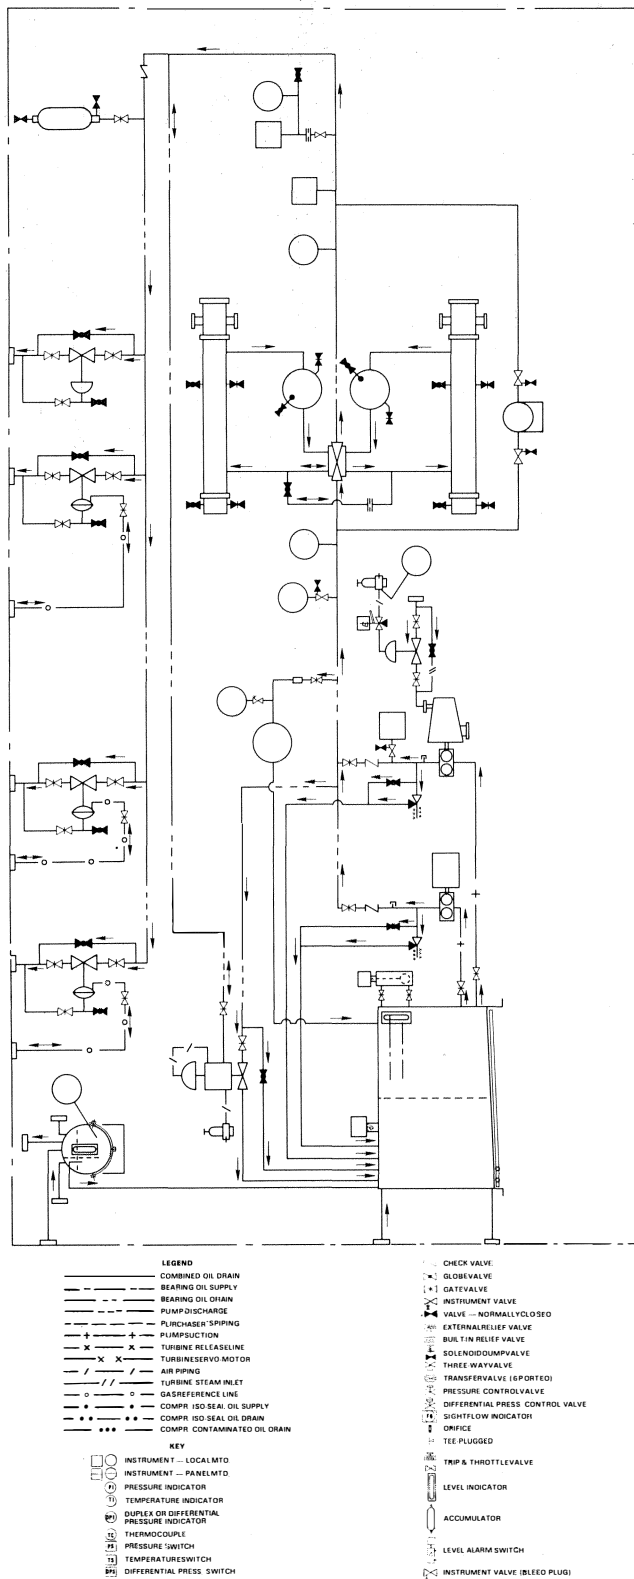 LEGEND
COMBINED OIL DRAIN
BEARING OIL SUPPLY
BEARING OIL DRAIN
PUMP DISCHARGE
PURCHASER'S PIPING
PUMP SUCTION
TURBINE RELEASE LINE
TURBINE SERVO MOTOR
AIR PIPING
TURBINE STEAM INLET
GAS REFERENCE LINE
COMPR ISO-SEAL OIL SUPPLY
COMPR ISO-SEAL OIL DRAIN
COMPR CONTAMINATED OIL DRAIN
KEY
INSTRUMENT — LOCAL MTD
INSTRUMENT — PANEL MTD
PI PRESSURE INDICATOR
TI TEMPERATURE INDICATOR
DPI DUPLEX OR DIFFERENTIAL
PRESSURE INDICATOR
TC THERMOCOUPLE
PS PRESSURE SWITCH
TS TEMPERATURE SWITCH
DPS DIFFERENTIAL PRESS SWITCH
CHECK VALVE
GLOBE VALVE
GATE VALVE
INSTRUMENT VALVE
VALVE — NORMALLY CLOSED
EXTERNAL RELIEF VALVE
BUILT IN RELIEF VALVE
SOLENOID DUMP VALVE
THREE-WAY VALVE
TRANSFER VALVE (6 PORTED)
PRESSURE CONTROL VALVE
DIFFERENTIAL PRESS CONTROL VALVE
SIGHT FLOW INDICATOR
ORIFICE
TEE-PLUGGED
TRIP & THROTTLE VALVE
LEVEL INDICATOR
ACCUMULATOR
LEVEL ALARM SWITCH
INSTRUMENT VALVE (BLEED PLUG)